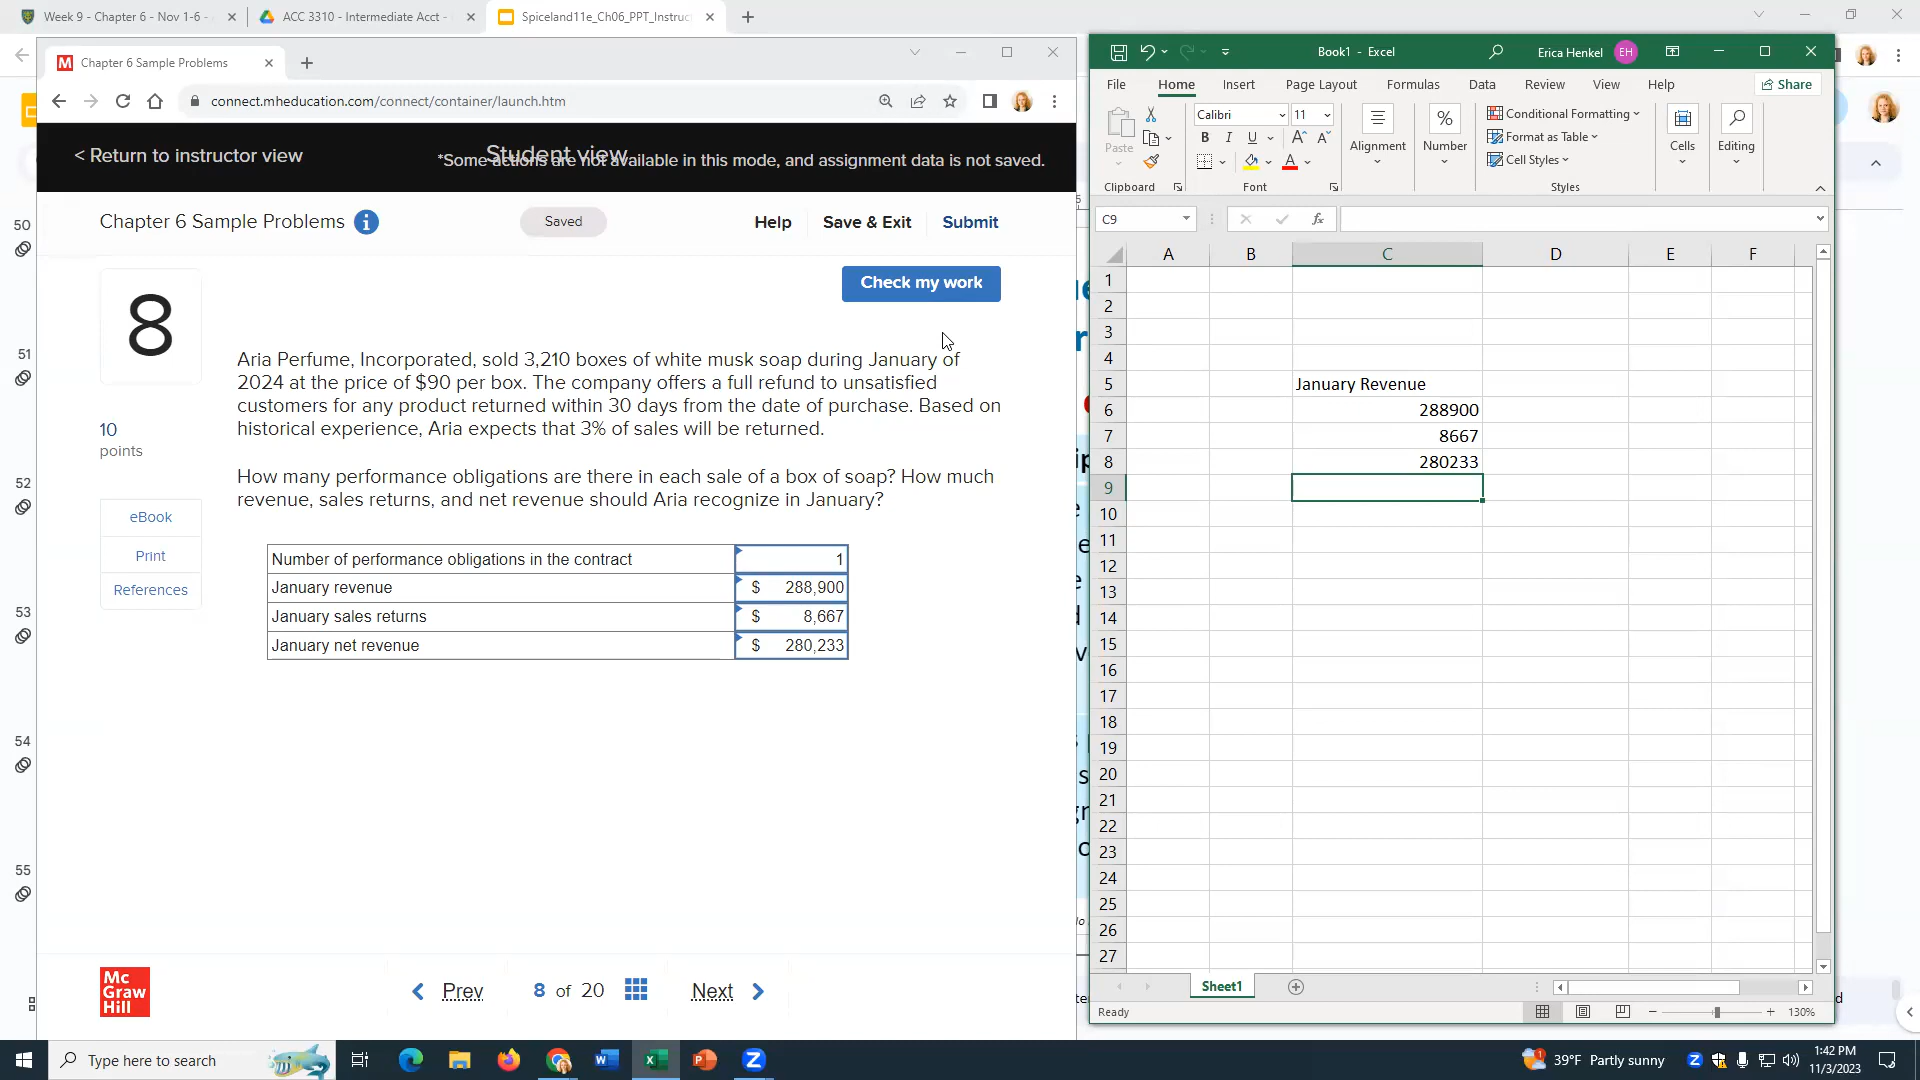 Week 9 - Chapter 6 - Nov 1-6 -
ACC 3310 - Intermediate Acct -
Spiceland11e_Ch06_PPT_Instruc
Chapter 6 Sample Problems
connect.mheducation.com/connect/container/launch.htm
< Return to instructor view
Student view
*Some actions are not available in this mode, and assignment data is not saved.
Chapter 6 Sample Problems
Saved
Help
Save & Exit
Submit
Check my work
8
10
points
eBook
Print
References
Aria Perfume, Incorporated, sold 3,210 boxes of white musk soap during January of
2024 at the price of $90 per box. The company offers a full refund to unsatisfied
customers for any product returned within 30 days from the date of purchase. Based on
historical experience, Aria expects that 3% of sales will be returned.
How many performance obligations are there in each sale of a box of soap? How much
revenue, sales returns, and net revenue should Aria recognize in January?
Number of performance obligations in the contract 1
January revenue $ 288,900
January sales returns $ 8,667
January net revenue $ 280,233
Mc
Graw
Hill
Prev
8 of 20
Next
50
51
52
53
54
55
Book1 - Excel
Erica Henkel
EH
File Home Insert Page Layout Formulas Data Review View Help
Share
Paste
Clipboard
Calibri
11
B I U
Font
Alignment
%
Number
Conditional Formatting
Format as Table
Cell Styles
Styles
Cells
Editing
C9
fx
A B C D E F
1
2
3
4
5 January Revenue
6 288900
7 8667
8 280233
9
10
11
12
13
14
15
16
17
18
19
20
21
22
23
24
25
26
27
Sheet1
Ready
130%
Type here to search
39°F Partly sunny
1:42 PM
11/3/2023